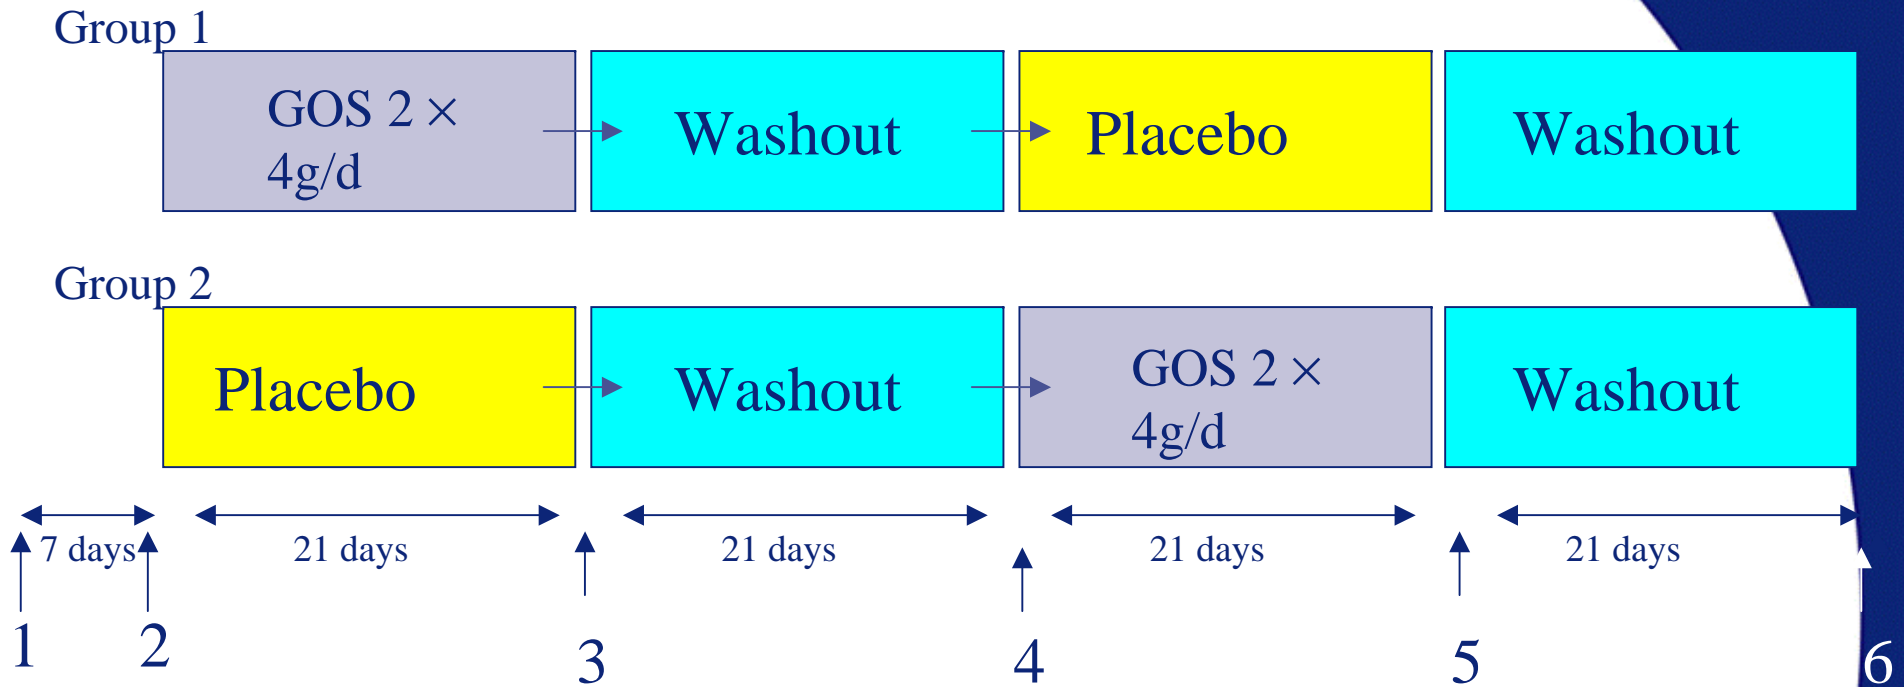 Group 1
GOS 2 ×
4g/d
Washout
Placebo
Washout
Group 2
Placebo
Washout
GOS 2 ×
4g/d
Washout
7 days
21 days
21 days
21 days
21 days
1
2
3
4
5
6